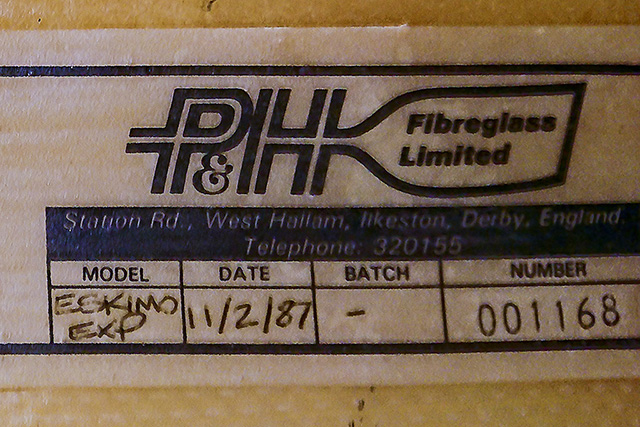 P&H
Fibreglass
Limited
Station Rd., West Hallam, Ilkeston, Derby, England.
Telephone: 320155
MODEL DATE BATCH NUMBER
ESKIMO EXP 11/2/87 - 001168